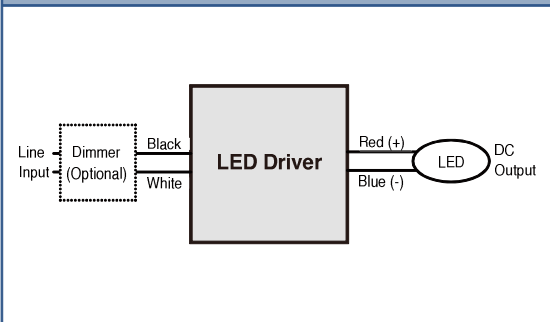 Line
Input
Dimmer
(Optional)
Black
White
LED Driver
Red (+)
Blue (-)
LED
DC
Output